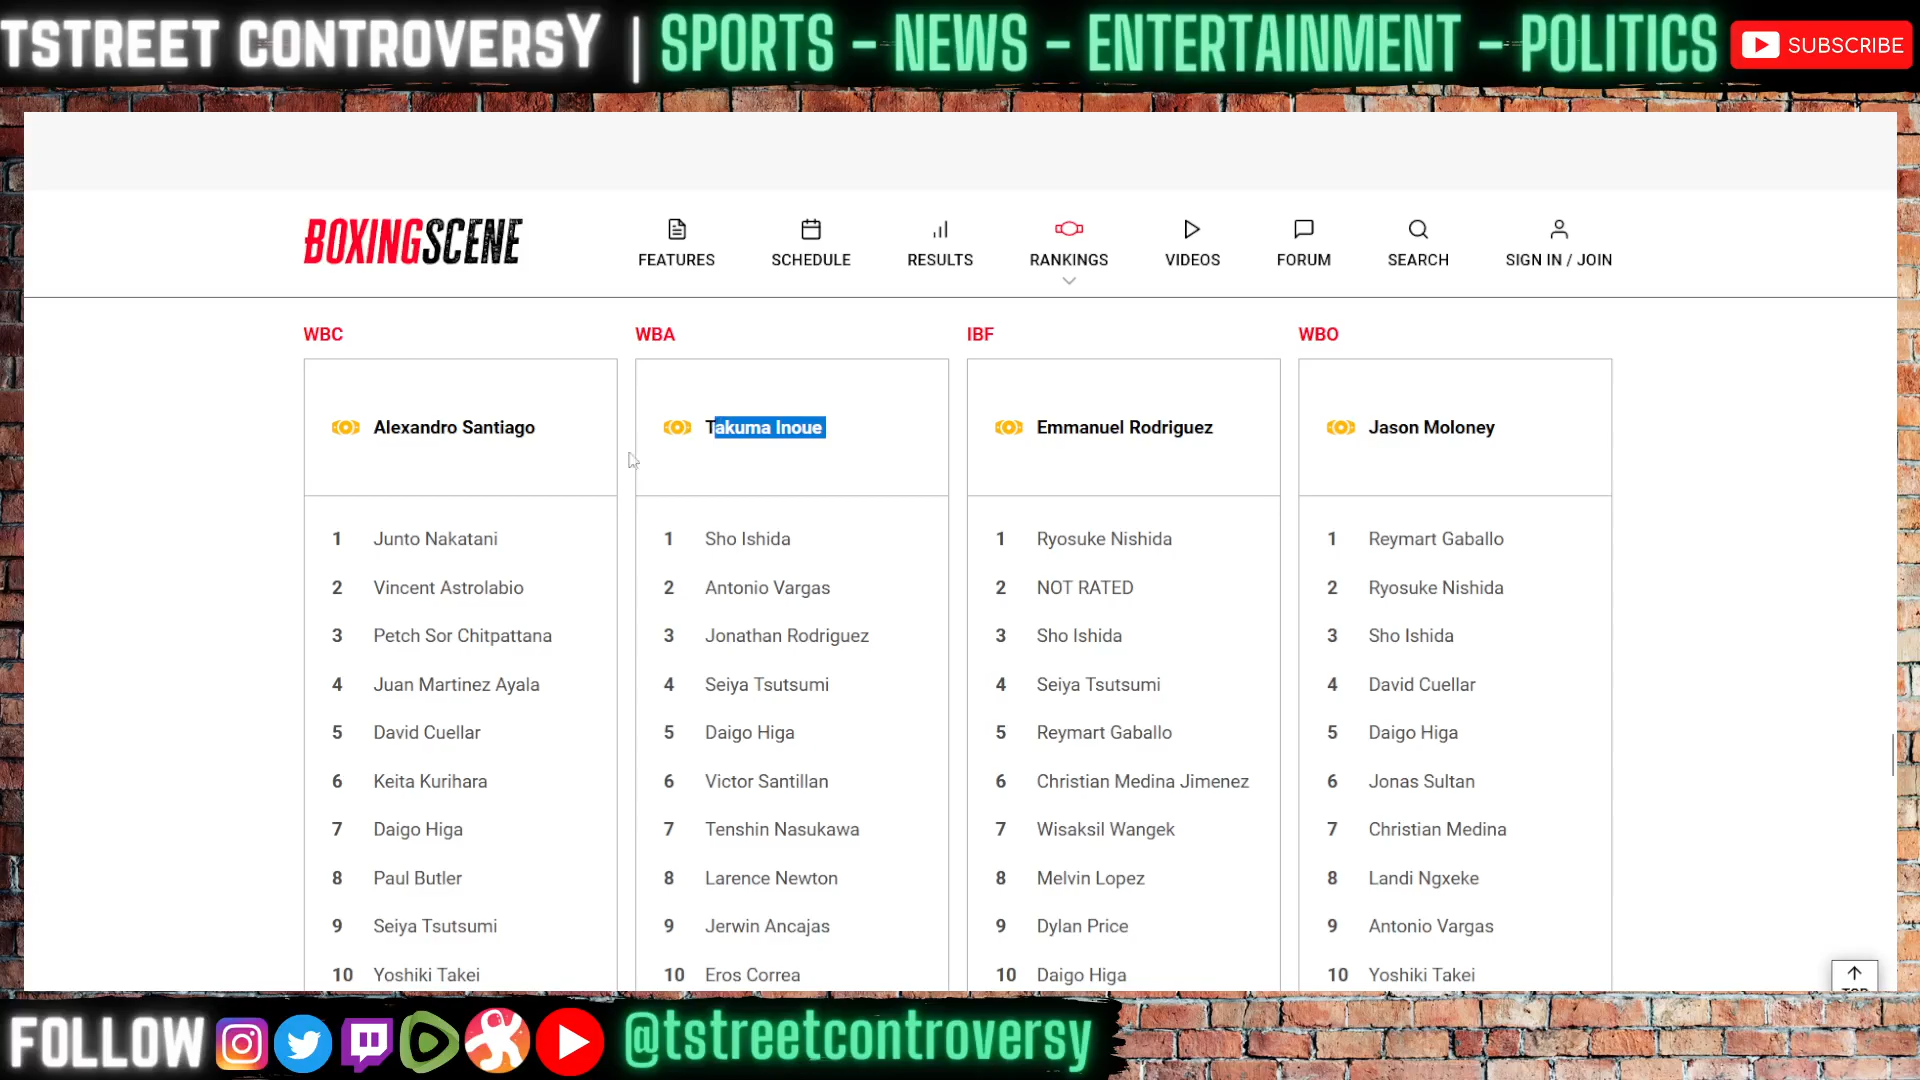 TSTREET CONTROVERSY | SPORTS - NEWS - ENTERTAINMENT - POLITICS SUBSCRIBE
BOXINGSCENE
FEATURES SCHEDULE RESULTS RANKINGS VIDEOS FORUM SEARCH SIGN IN / JOIN
WBC WBA IBF WBO
Alexandro Santiago Takuma Inoue Emmanuel Rodriguez Jason Moloney
1 Junto Nakatani 1 Sho Ishida 1 Ryosuke Nishida 1 Reymart Gaballo
2 Vincent Astrolabio 2 Antonio Vargas 2 NOT RATED 2 Ryosuke Nishida
3 Petch Sor Chitpattana 3 Jonathan Rodriguez 3 Sho Ishida 3 Sho Ishida
4 Juan Martinez Ayala 4 Seiya Tsutsumi 4 Seiya Tsutsumi 4 David Cuellar
5 David Cuellar 5 Daigo Higa 5 Reymart Gaballo 5 Daigo Higa
6 Keita Kurihara 6 Victor Santillan 6 Christian Medina Jimenez 6 Jonas Sultan
7 Daigo Higa 7 Tenshin Nasukawa 7 Wisaksil Wangek 7 Christian Medina
8 Paul Butler 8 Larence Newton 8 Melvin Lopez 8 Landi Ngxeke
9 Seiya Tsutsumi 9 Jerwin Ancajas 9 Dylan Price 9 Antonio Vargas
10 Yoshiki Takei 10 Eros Correa 10 Daigo Higa 10 Yoshiki Takei
TOP
FOLLOW @tstreetcontroversy